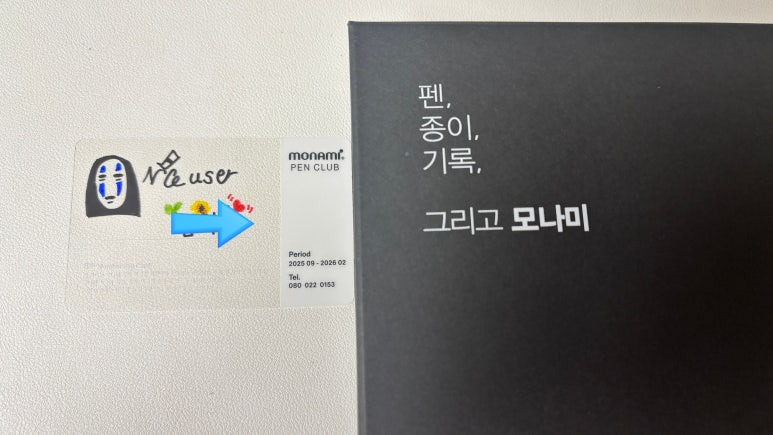 Nice user
monami
PEN CLUB
Period
2025 09 - 2026 02
Tel.
080 022 0153
펜,
종이,
기록,
그리고 모나미